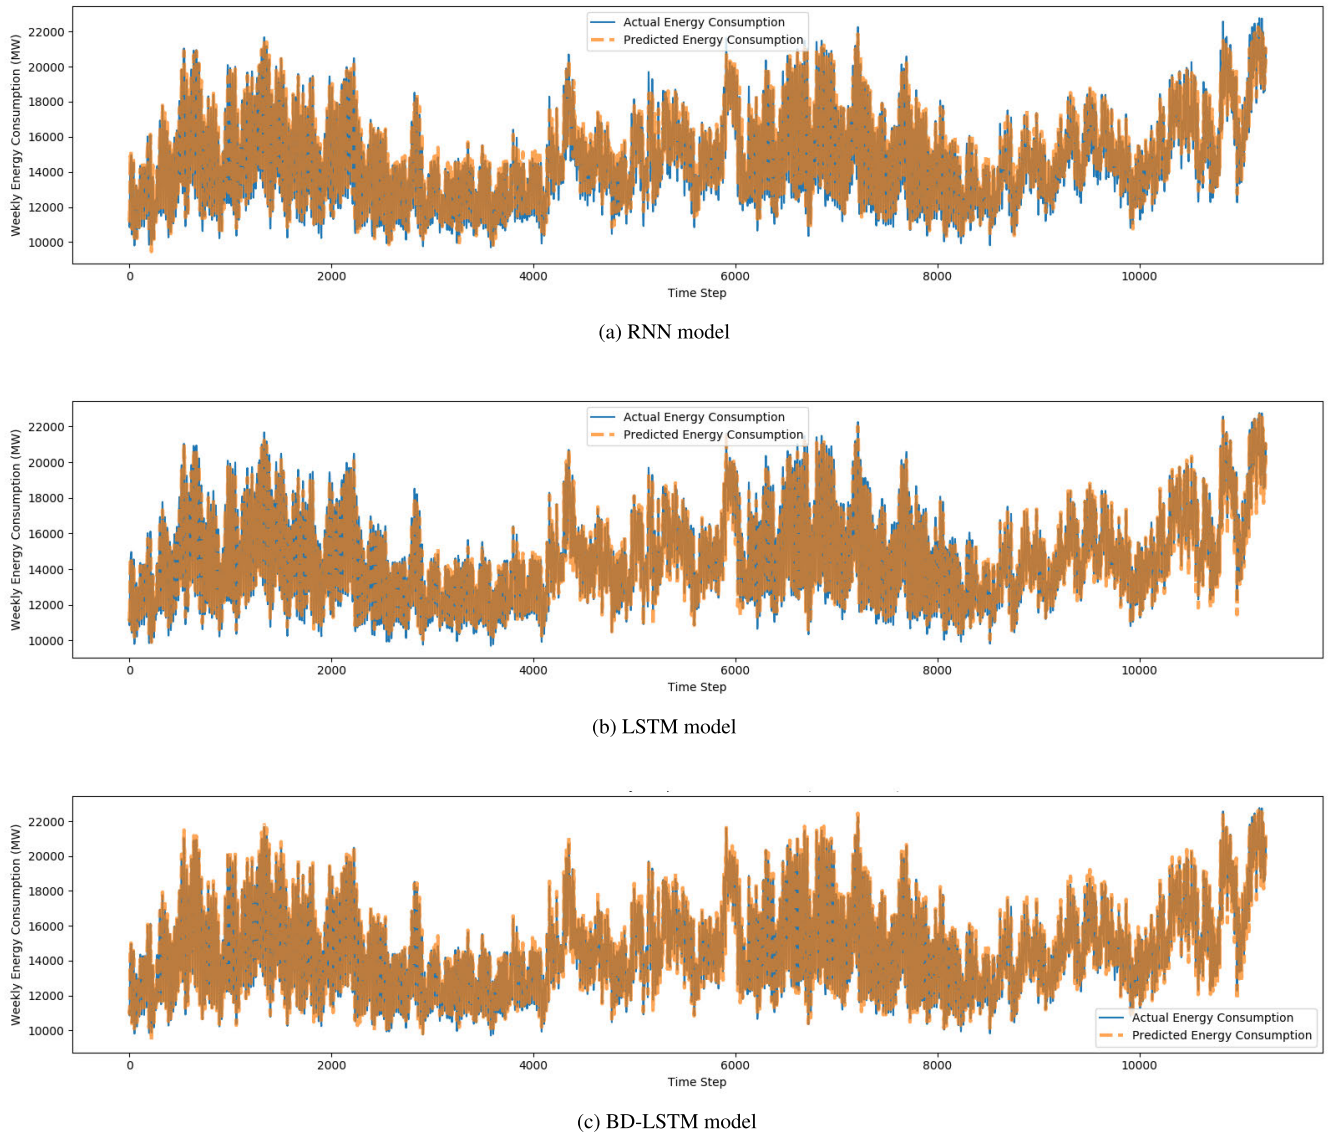 Actual Energy Consumption
Predicted Energy Consumption
Weekly Energy Consumption (MW)
22000
20000
18000
16000
14000
12000
10000
0 2000 4000 6000 8000 10000
Time Step
(a) RNN model
Actual Energy Consumption
Predicted Energy Consumption
Weekly Energy Consumption (MW)
22000
20000
18000
16000
14000
12000
10000
0 2000 4000 6000 8000 10000
Time Step
(b) LSTM model
Weekly Energy Consumption (MW)
22000
20000
18000
16000
14000
12000
10000
Actual Energy Consumption
Predicted Energy Consumption
0 2000 4000 6000 8000 10000
Time Step
(c) BD-LSTM model